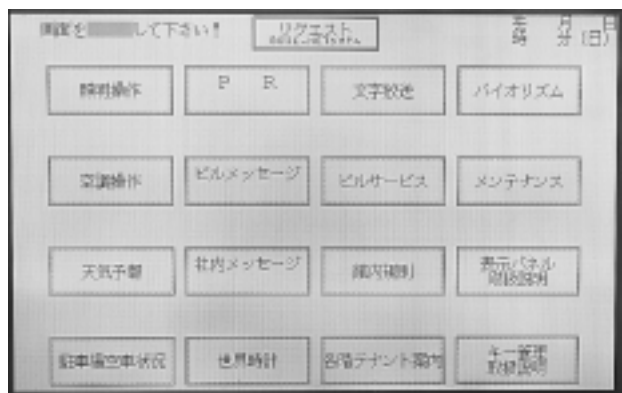 画面を して下さい!
リクエスト
年 月 日
時 分(日)
照明操作
P R
文字放送
バイオリズム
空調操作
ビルメッセージ
ビルサービス
メンテナンス
天気予報
社内メッセージ
館内規則
表示パネル
取扱説明
駐車場空車状況
世界時計
各階テナント案内
キー管理
取扱説明